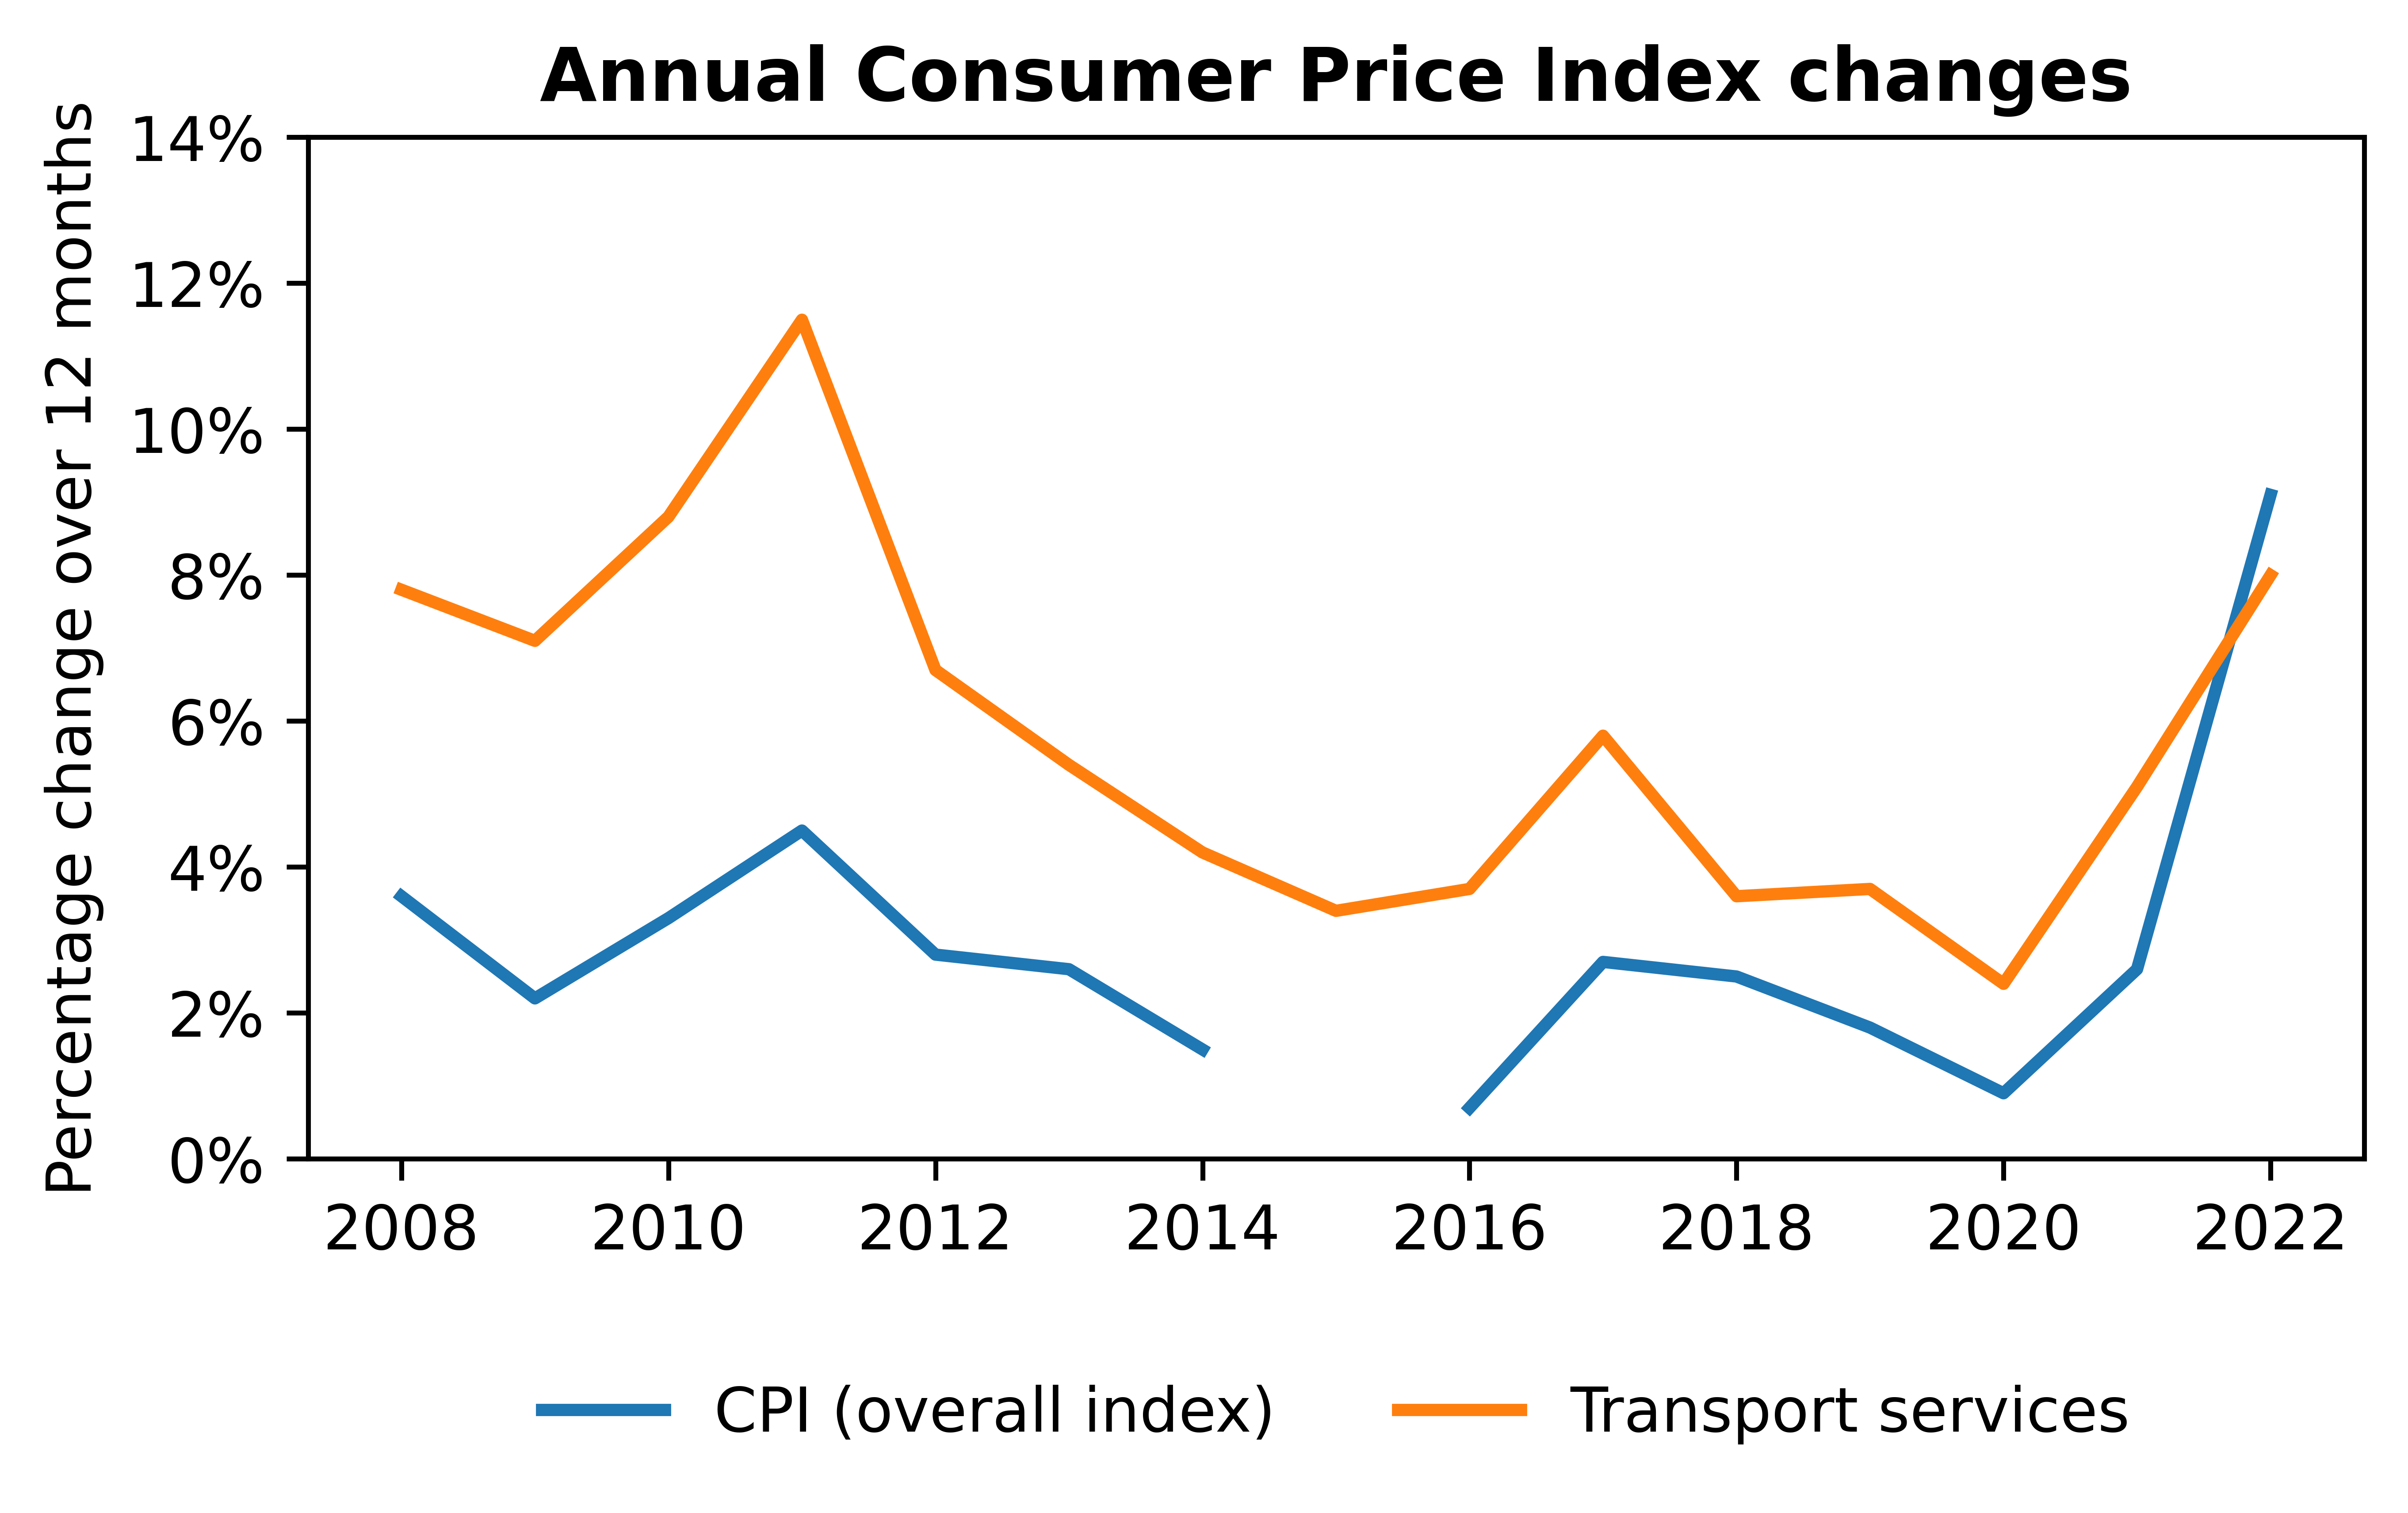 Annual Consumer Price Index changes
Percentage change over 12 months
14%
12%
10%
8%
6%
4%
2%
0%
2008 2010 2012 2014 2016 2018 2020 2022
CPI (overall index) Transport services